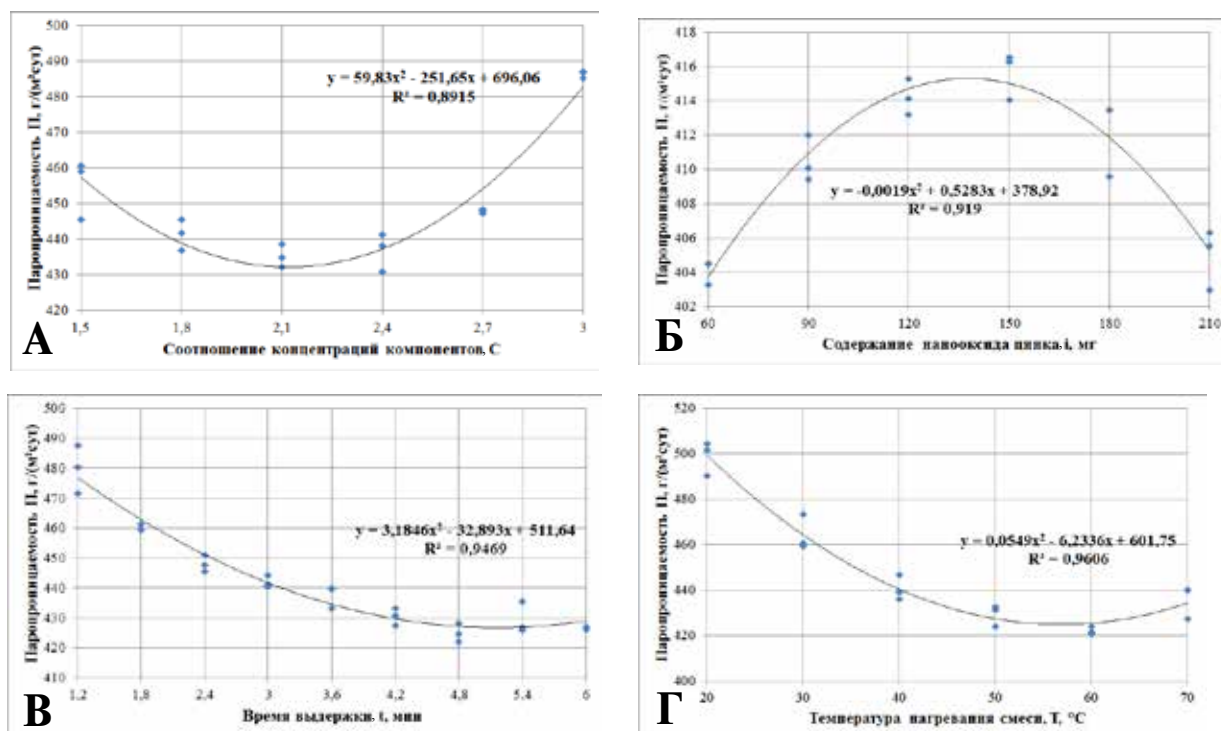 Паропроницаемость П, г/(м²сут)
500
490
480
470
460
450
440
430
420
y = 59,83x² - 251,65x + 696,06
R² = 0,8915
1,5 1,8 2,1 2,4 2,7 3
А
Соотношение концентраций компонентов, С
Паропроницаемость П, г/(м²сут)
418
416
414
412
410
408
406
404
402
y = -0,0019x² + 0,5283x + 378,92
R² = 0,919
60 90 120 150 180 210
Б
Содержание нанооксида цинка, i, мг
Паропроницаемость П, г/(м²сут)
500
490
480
470
460
450
440
430
420
410
y = 3,1846x² - 32,893x + 511,64
R² = 0,9469
1,2 1,8 2,4 3 3,6 4,2 4,8 5,4 6
В
Время выдержки, t, мин
Паропроницаемость П, г/(м²сут)
520
500
480
460
440
420
400
y = 0,0549x² - 6,2336x + 601,75
R² = 0,9606
20 30 40 50 60 70
Г
Температура нагревания смеси, Т, °С